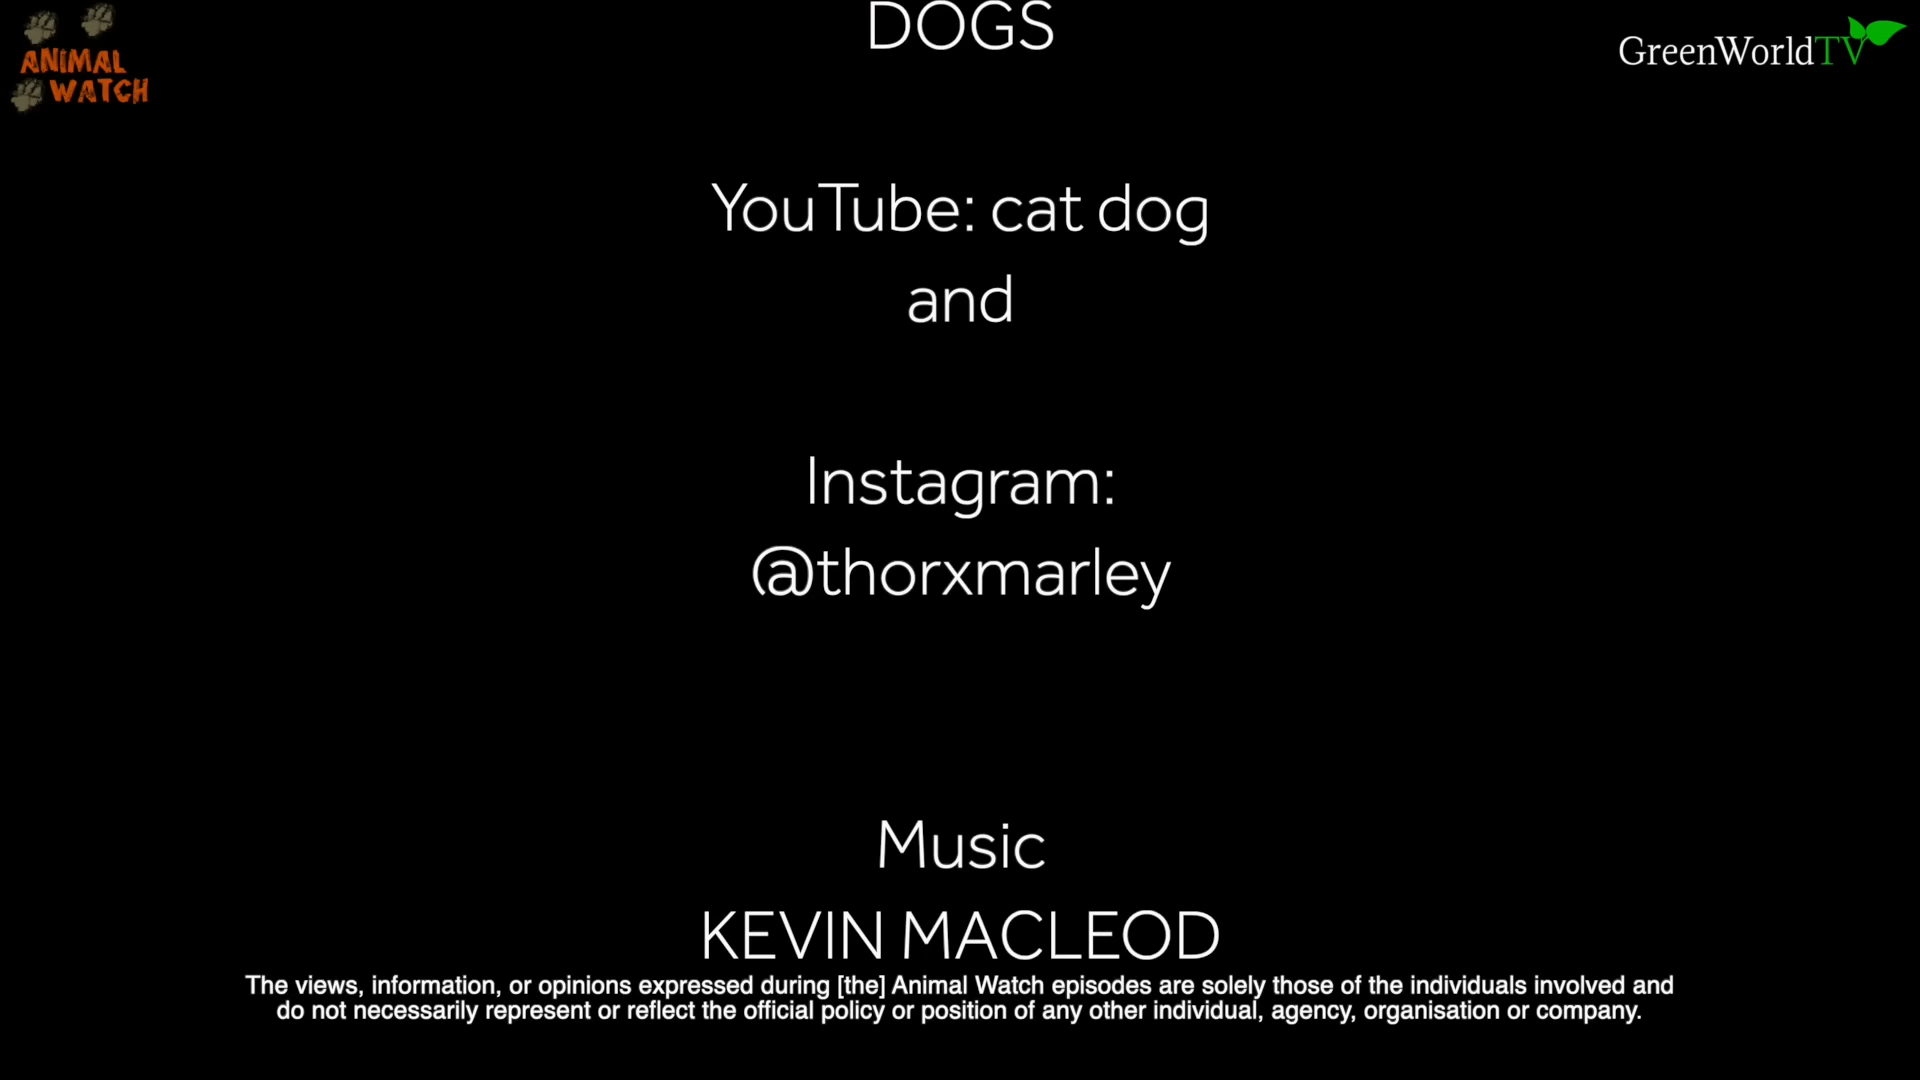 DOGS
ANIMAL
WATCH
GreenWorldTV
YouTube: cat dog
and
Instagram:
@thorxmarley
Music
KEVIN MACLEOD
The views, information, or opinions expressed during [the] Animal Watch episodes are solely those of the individuals involved and
do not necessarily represent or reflect the official policy or position of any other individual, agency, organisation or company.